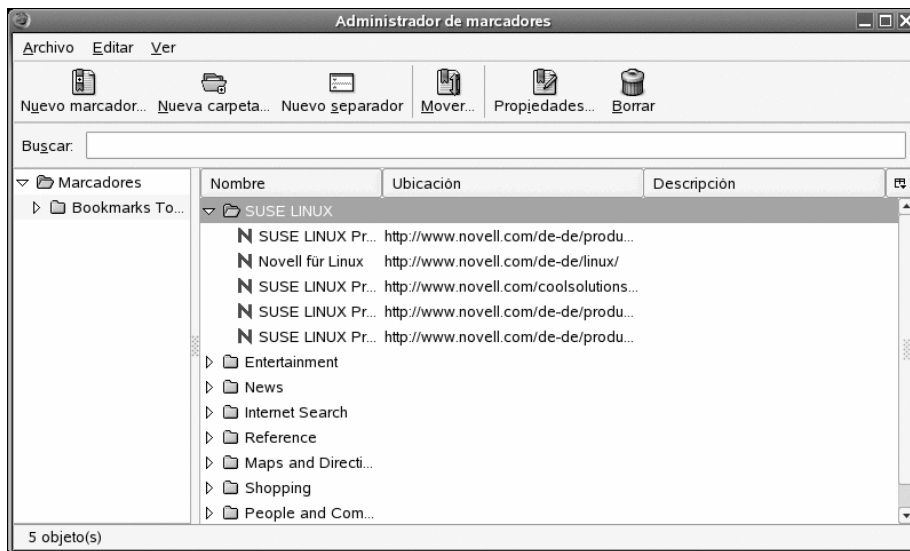 Administrador de marcadores
Archivo Editar Ver
Nuevo marcador... Nueva carpeta... Nuevo separador Mover... Propiedades... Borrar
Buscar:
Marcadores
Bookmarks To...
Nombre Ubicación Descripción
SUSE LINUX
SUSE LINUX Pr... http://www.novell.com/de-de/produ...
Novell für Linux http://www.novell.com/de-de/linux/
SUSE LINUX Pr... http://www.novell.com/coolsolutions...
SUSE LINUX Pr... http://www.novell.com/de-de/produ...
SUSE LINUX Pr... http://www.novell.com/de-de/produ...
Entertainment
News
Internet Search
Reference
Maps and Directi...
Shopping
People and Com...
5 objeto(s)